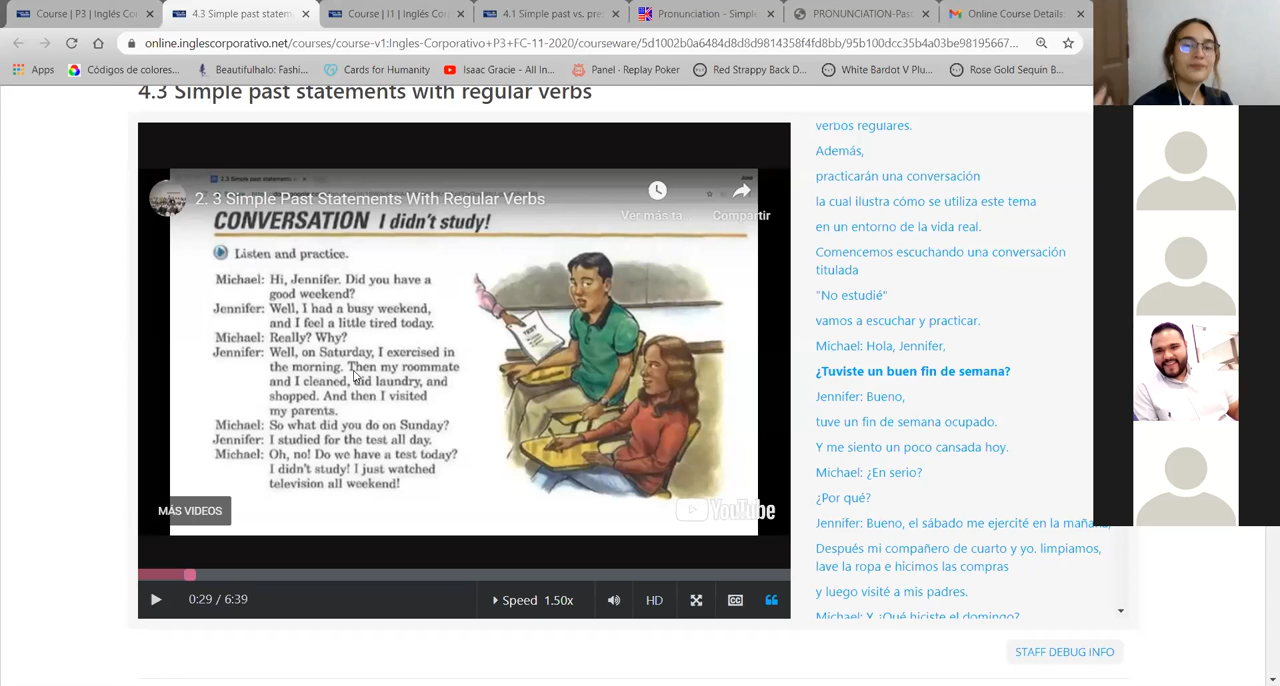 Course | P3 | Inglés Co
4.3 Simple past statem
Course | I1 | Inglés Co
4.1 Simple past vs. pre
Pronunciation - Simple
PRONUNCIATION-Pas
Online Course Details
online.inglescorporativo.net/courses/course-v1:Ingles-Corporativo+P3+FC-11-2020/courseware/5d1002b0a6484d8d8d9814358f4fd8bb/95b100dcc35b4a03be98195667...
Apps
Códigos de colores...
Beautifulhalo: Fashi...
Cards for Humanity
Isaac Gracie - All In...
Panel · Replay Poker
Red Strappy Back D...
White Bardot V Plu...
Rose Gold Sequin B...
4.3 Simple past statements with regular verbs
2. 3 Simple Past Statements With Regular Verbs
Ver más ta...
Compartir
CONVERSATION I didn't study!
Listen and practice.
Michael: Hi, Jennifer. Did you have a
good weekend?
Jennifer: Well, I had a busy weekend,
and I feel a little tired today.
Michael: Really? Why?
Jennifer: Well, on Saturday, I exercised in
the morning. Then my roommate
and I cleaned, did laundry, and
shopped. And then I visited
my parents.
Michael: So what did you do on Sunday?
Jennifer: I studied for the test all day.
Michael: Oh, no! Do we have a test today?
I didn't study! I just watched
television all weekend!
TEST
MÁS VIDEOS
YouTube
0:29 / 6:39
Speed 1.50x
HD
CC
verbos regulares.
Además,
practicarán una conversación
la cual ilustra cómo se utiliza este tema
en un entorno de la vida real.
Comencemos escuchando una conversación
titulada
"No estudié"
vamos a escuchar y practicar.
Michael: Hola, Jennifer,
¿Tuviste un buen fin de semana?
Jennifer: Bueno,
tuve un fin de semana ocupado.
Y me siento un poco cansada hoy.
Michael: ¿En serio?
¿Por qué?
Jennifer: Bueno, el sábado me ejercité en la mañana,
Después mi compañero de cuarto y yo. limpiamos,
lave la ropa e hicimos las compras
y luego visité a mis padres.
Michael: Y ¿Qué hiciste el domingo?
STAFF DEBUG INFO